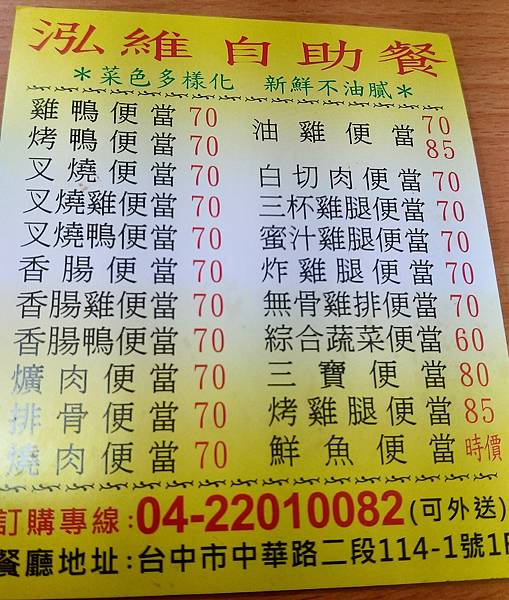 泓維自助餐
＊菜色多樣化 新鮮不油膩＊
雞鴨便當 70
烤鴨便當 70
叉燒便當 70
叉燒雞便當 70
叉燒鴨便當 70
香腸便當 70
香腸雞便當 70
香腸鴨便當 70
爌肉便當 70
排骨便當 70
燒肉便當 70
油雞便當 70 85
白切肉便當 70
三杯雞腿便當 70
蜜汁雞腿便當 70
炸雞腿便當 70
無骨雞排便當 70
綜合蔬菜便當 60
三寶便當 80
烤雞腿便當 85
鮮魚便當 時價
訂購專線:04-22010082(可外送)
餐廳地址:台中市中華路二段114-1號1F